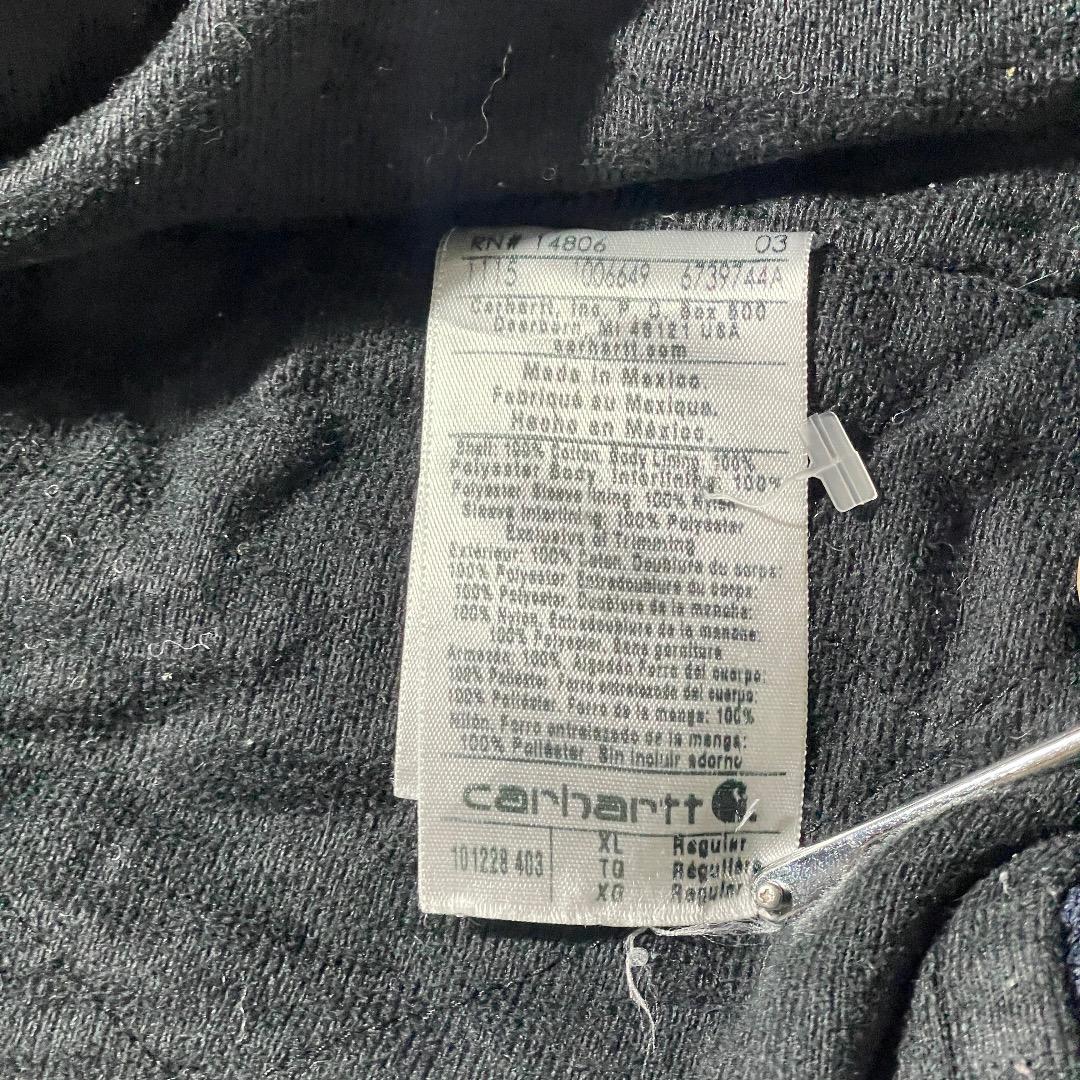 RN# 14806 03
1115 1006649 6739744A
Carhartt, Inc. P. O. Box 600
Dearborn, MI 48121 USA
carhartt.com
Made in Mexico.
Fabriqué au Mexique.
Hecho en México.
Shell: 100% Cotton, Body Lining: 100%
Polyester Body, Interlining: 100%
Polyester, Sleeve lining: 100% Nylon
Sleeve Interlining: 100% Polyester
Exclusive of Trimming
Extérieur: 100% Coton, Doublure du corps:
100% Polyester, Entredoublure du corps:
100% Polyester, Doublure de la manche:
100% Nylon, Entredoublure de la manche:
100% Polyester, Sans garniture
Armazón: 100% Algodón Forro del cuerpo:
100% Poliéster, Forro entrelazado del cuerpo:
100% Poliéster, Forro de la manga: 100%
Nilón, Forro entrelazado de la manga:
100% Poliéster, Sin incluir adorno
carhartt
101228 403 XL Regular
TG Régulière
XG Regular